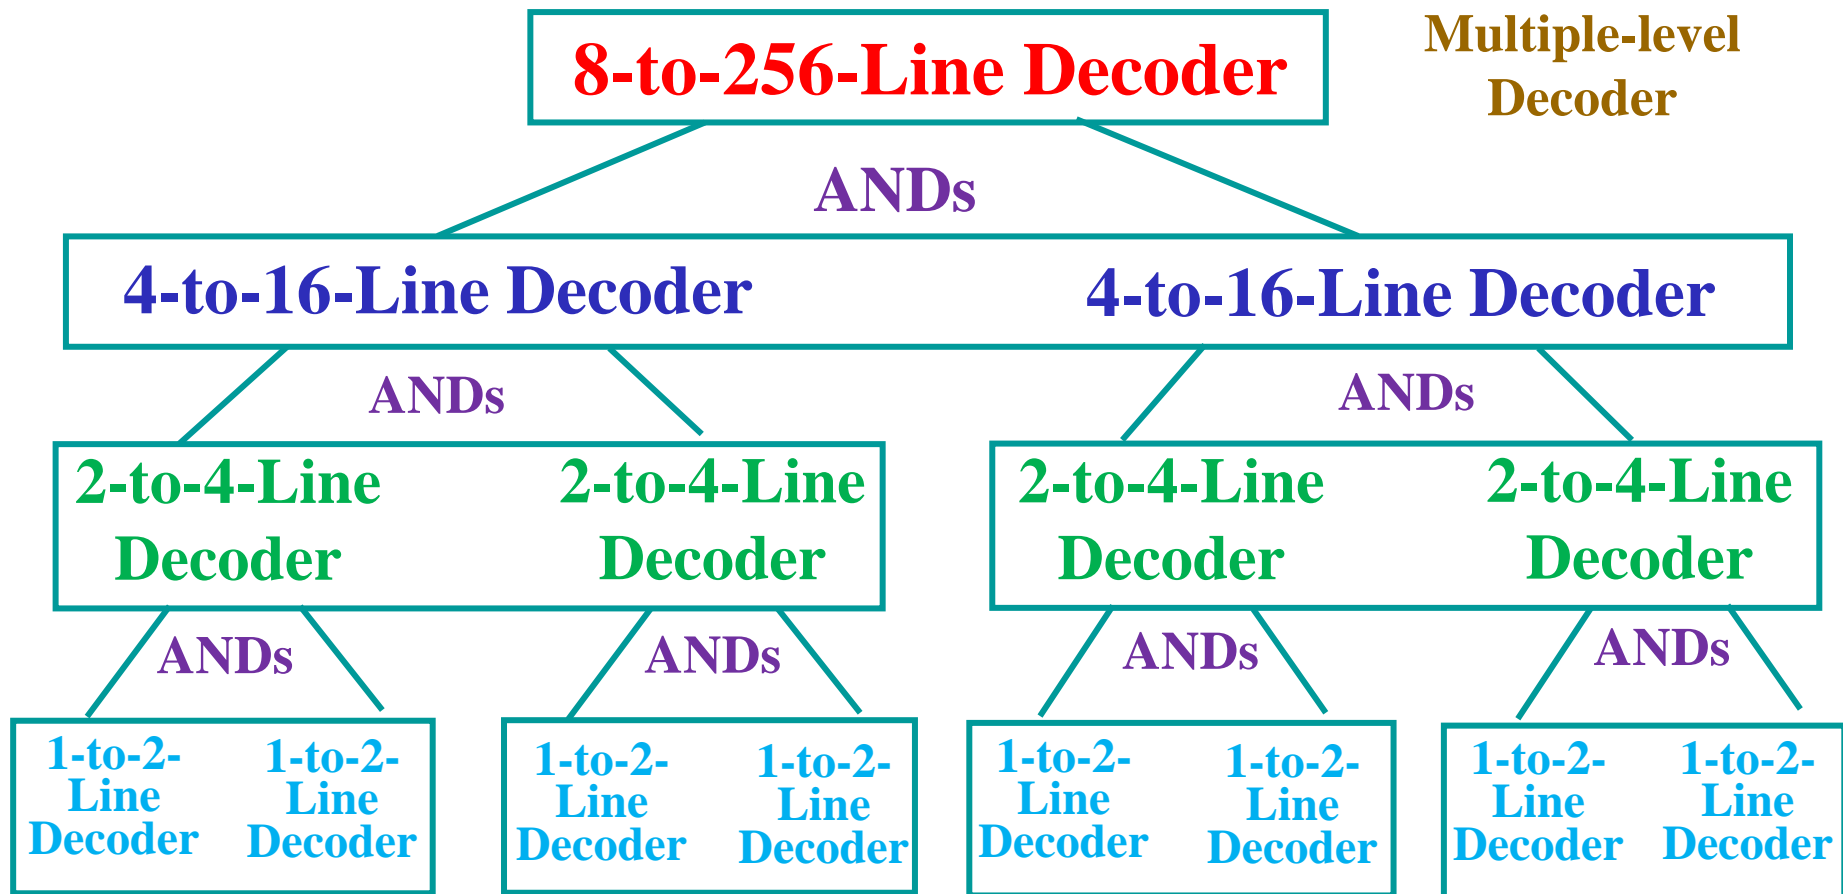 8-to-256-Line Decoder
Multiple-level
Decoder
ANDs
4-to-16-Line Decoder
4-to-16-Line Decoder
ANDs
ANDs
2-to-4-Line
Decoder
2-to-4-Line
Decoder
2-to-4-Line
Decoder
2-to-4-Line
Decoder
ANDs
ANDs
ANDs
ANDs
1-to-2-
Line
Decoder
1-to-2-
Line
Decoder
1-to-2-
Line
Decoder
1-to-2-
Line
Decoder
1-to-2-
Line
Decoder
1-to-2-
Line
Decoder
1-to-2-
Line
Decoder
1-to-2-
Line
Decoder